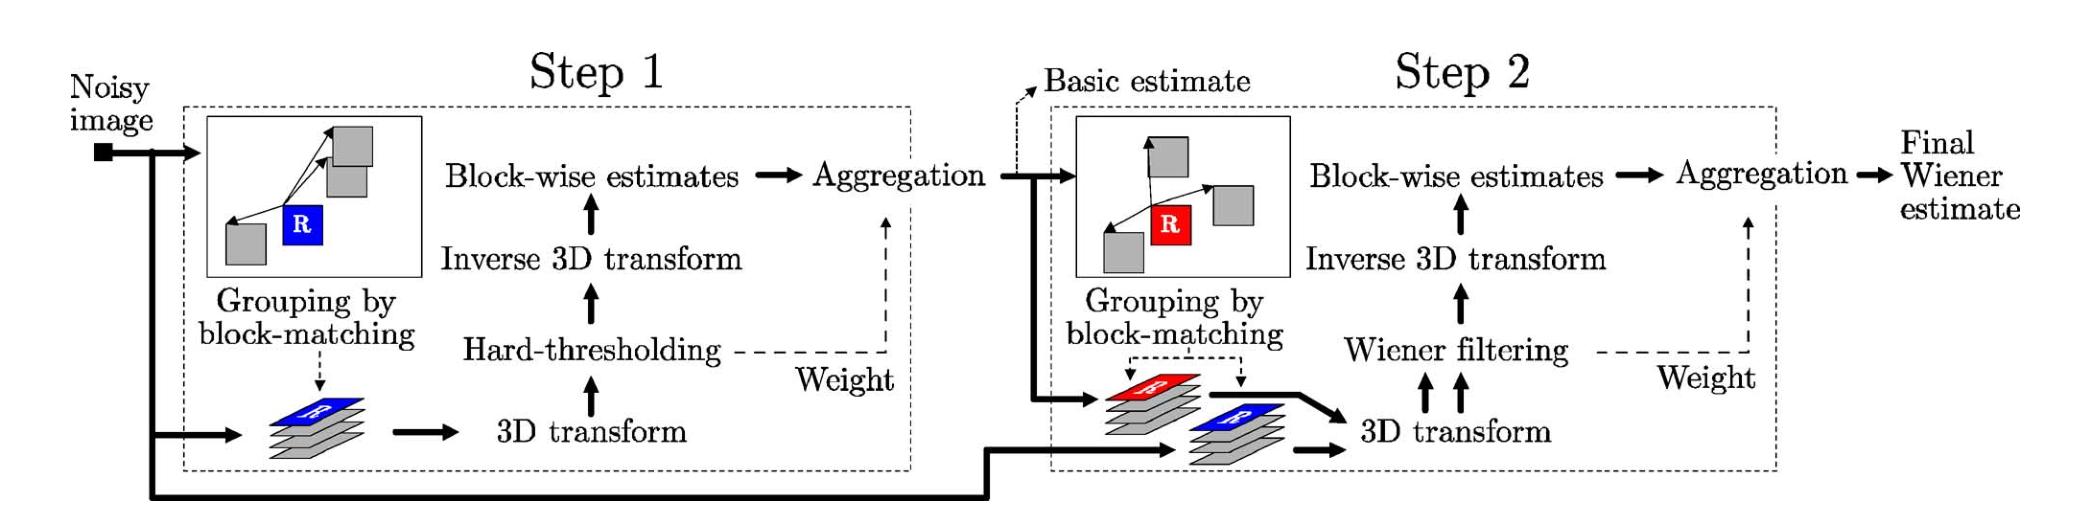 Step 1
Step 2
Noisy
image
Basic estimate
R
Block-wise estimates
Aggregation
Inverse 3D transform
Grouping by
block-matching
Hard-thresholding
Weight
R
3D transform
R
Block-wise estimates
Aggregation
Final
Wiener
estimate
Inverse 3D transform
Grouping by
block-matching
Wiener filtering
Weight
R
R
3D transform